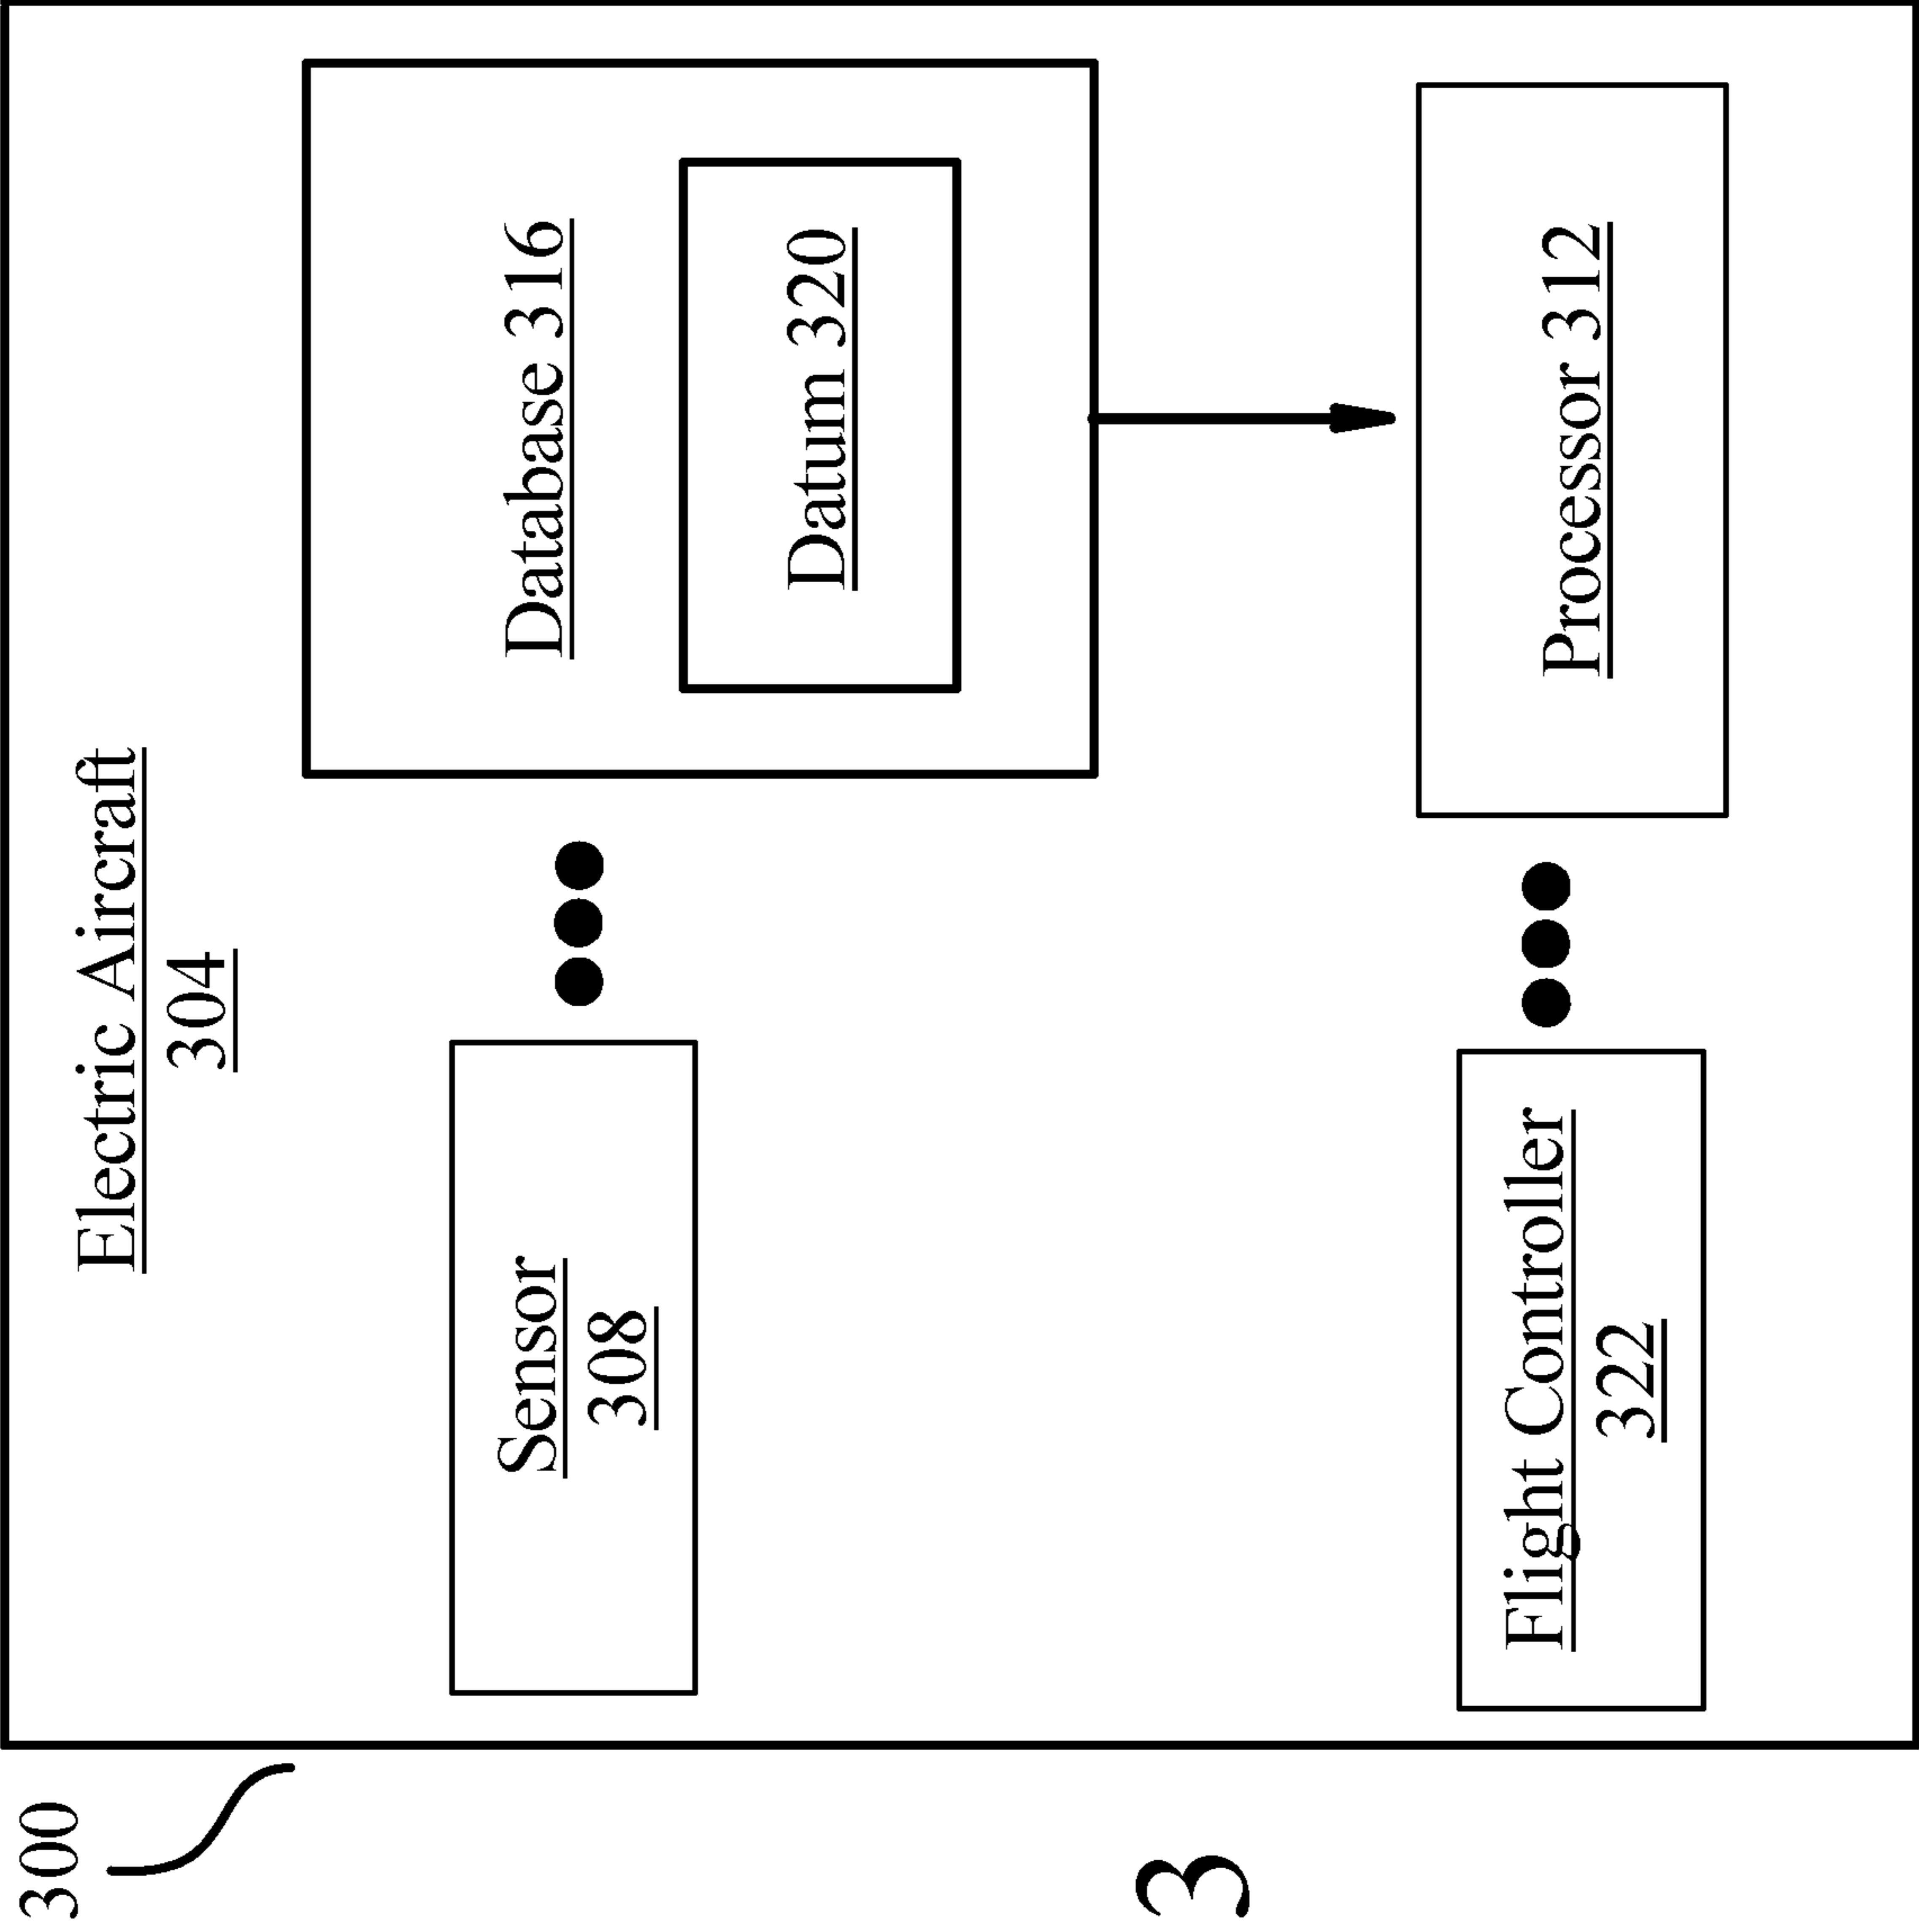 300
Electric Aircraft
304
Sensor
308
Database 316
Datum 320
Flight Controller
322
Processor 312
3